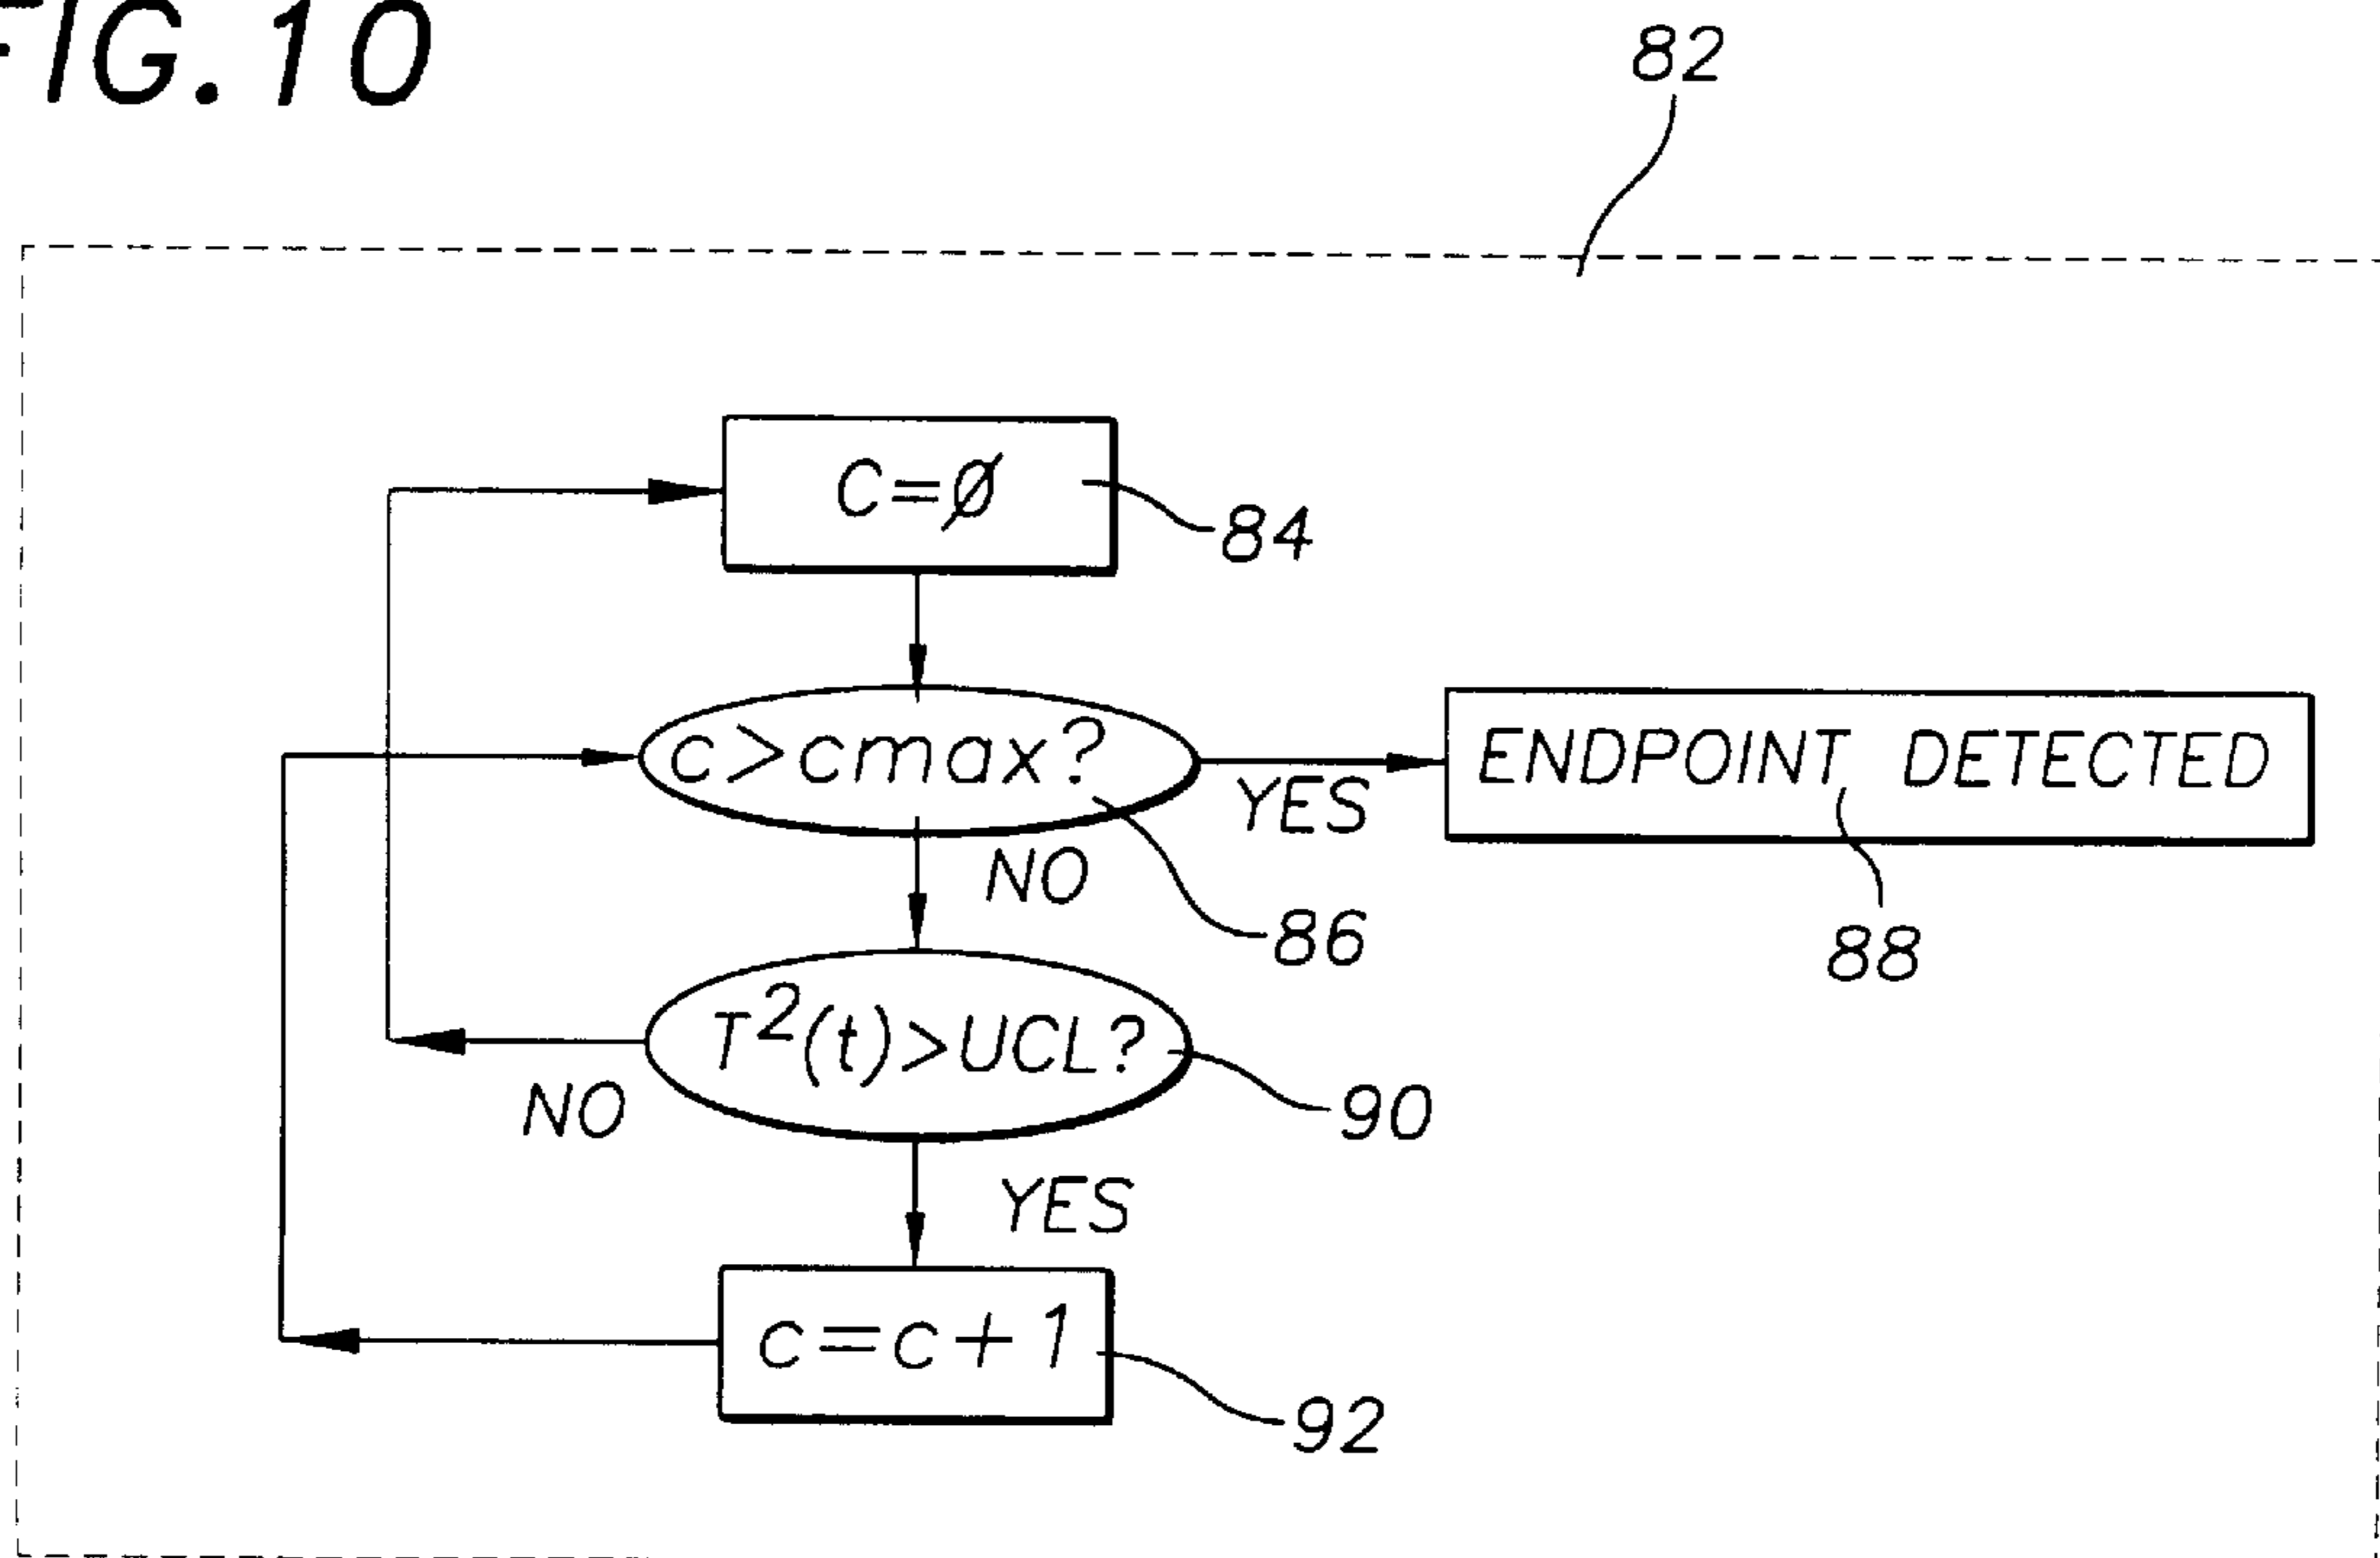 FIG. 10
82
C=Ø
84
c>cmax?
YES
ENDPOINT DETECTED
NO
86
88
T²(t)>UCL?
NO
90
YES
c=c+1
92